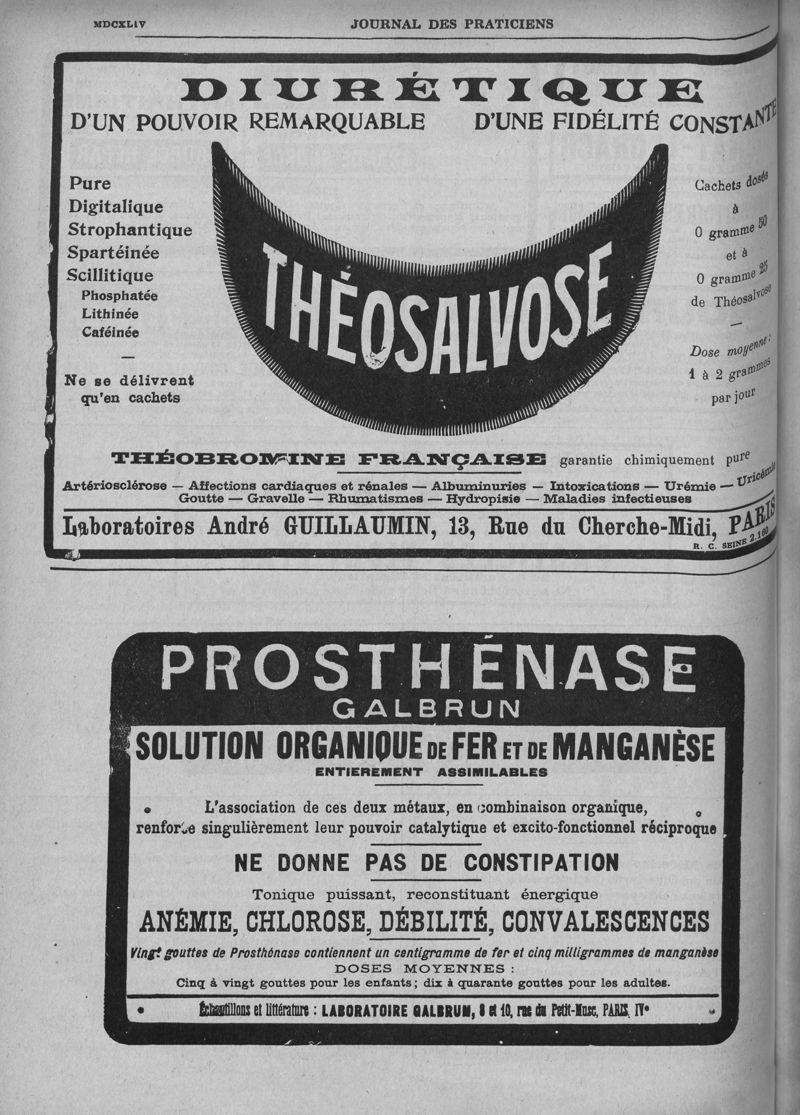 MDCXLIV
JOURNAL DES PRATICIENS
DIURÉTIQUE
D'UN POUVOIR REMARQUABLE D'UNE FIDÉLITÉ CONSTANTE
Pure
Digitalique
Strophantique
Spartéinée
Scillitique
Phosphatée
Lithinée
Caféinée
—
Ne se délivrent
qu'en cachets
THÉOSALVOSE
Cachets dosés
à
0 gramme 50
et à
0 gramme 25
de Théosalvose
—
Dose moyenne :
1 à 2 grammes
par jour
THÉOBROMINE FRANÇAISE garantie chimiquement pure
Artériosclérose — Affections cardiaques et rénales — Albuminuries — Intoxications — Urémie — Uricémie
Goutte — Gravelle — Rhumatismes — Hydropisie — Maladies infectieuses
Laboratoires André GUILLAUMIN, 13, Rue du Cherche-Midi, PARIS
R. C. SEINE 2.160
PROSTHÉNASE
GALBRUN
SOLUTION ORGANIQUE DE FER ET DE MANGANÈSE
ENTIEREMENT ASSIMILABLES
L'association de ces deux métaux, en combinaison organique,
renforce singulièrement leur pouvoir catalytique et excito-fonctionnel réciproque
NE DONNE PAS DE CONSTIPATION
Tonique puissant, reconstituant énergique
ANÉMIE, CHLOROSE, DÉBILITÉ, CONVALESCENCES
Vingt gouttes de Prosthénase contiennent un centigramme de fer et cinq milligrammes de manganèse
DOSES MOYENNES :
Cinq à vingt gouttes pour les enfants ; dix à quarante gouttes pour les adultes.
Échantillons et littérature : LABORATOIRE GALBRUN, 8 et 10, rue du Petit-Musc, PARIS, IVe